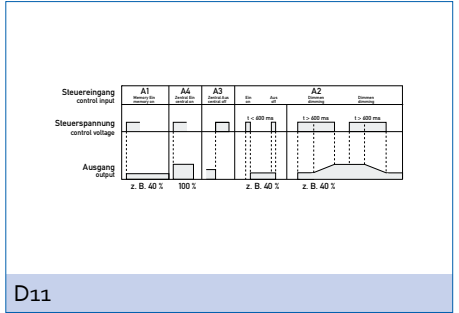 Steuereingang
control input
A1
Memory Ein
memory on
A4
Zentral Ein
central on
A3
Zentral Aus
central off
A2
Ein
on
Aus
off
Dimmen
dimming
Dimmen
dimming
Steuerspannung
control voltage
t < 600 ms
t > 600 ms
t > 600 ms
Ausgang
output
z. B. 40 %
100 %
z. B. 40 %
z. B. 40 %
D11